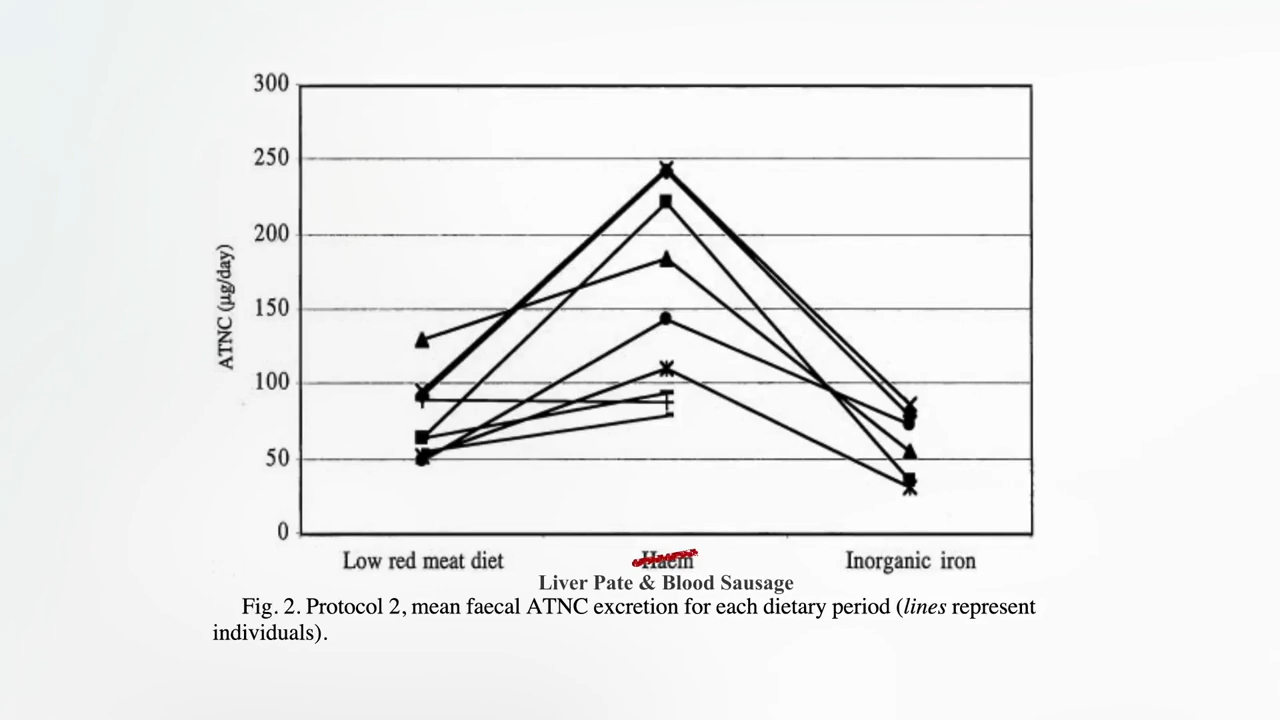 300
250
200
150
100
50
0
ATNC (µg/day)
Low red meat diet
Haem
Inorganic iron
Liver Pate & Blood Sausage
Fig. 2. Protocol 2, mean faecal ATNC excretion for each dietary period (lines represent
individuals).